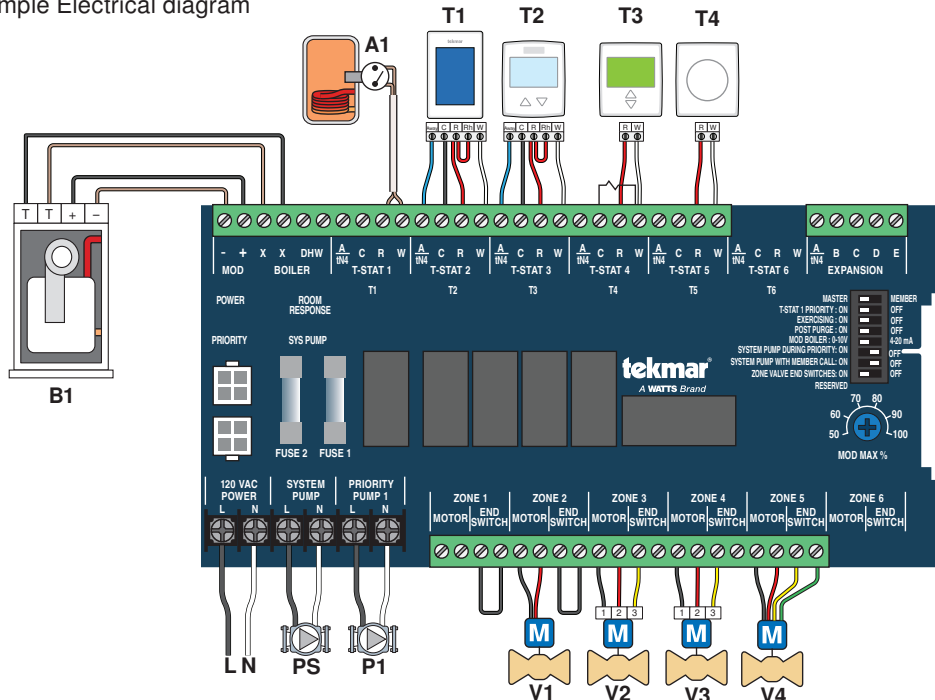 mple Electrical diagram
T1 T2 T3 T4
A1
tekmar
C R Rh W
C R Rh W
R W
R W
T T + −
B1
- + X X DHW A/tN4 C R W A/tN4 C R W A/tN4 C R W A/tN4 C R W A/tN4 C R W A/tN4 C R W A/tN4 B C D E
MOD BOILER T-STAT 1 T-STAT 2 T-STAT 3 T-STAT 4 T-STAT 5 T-STAT 6 EXPANSION
T1 T2 T3 T4 T5 T6
POWER
ROOM RESPONSE
PRIORITY
SYS PUMP
MASTER MEMBER
T-STAT 1 PRIORITY : ON OFF
EXERCISING : ON OFF
POST PURGE : ON OFF
MOD BOILER : 0-10V 4-20 mA
SYSTEM PUMP DURING PRIORITY: ON OFF
SYSTEM PUMP WITH MEMBER CALL: ON OFF
ZONE VALVE END SWITCHES: ON OFF
RESERVED
tekmar®
A WATTS Brand
50 60 70 80 90 100
MOD MAX %
FUSE 2 FUSE 1
120 VAC POWER
SYSTEM PUMP
PRIORITY PUMP 1
L N L N L N
ZONE 1 ZONE 2 ZONE 3 ZONE 4 ZONE 5 ZONE 6
MOTOR END SWITCH MOTOR END SWITCH MOTOR END SWITCH MOTOR END SWITCH MOTOR END SWITCH MOTOR END SWITCH
1 2 3 1 2 3
M M M M
L N PS P1
V1 V2 V3 V4